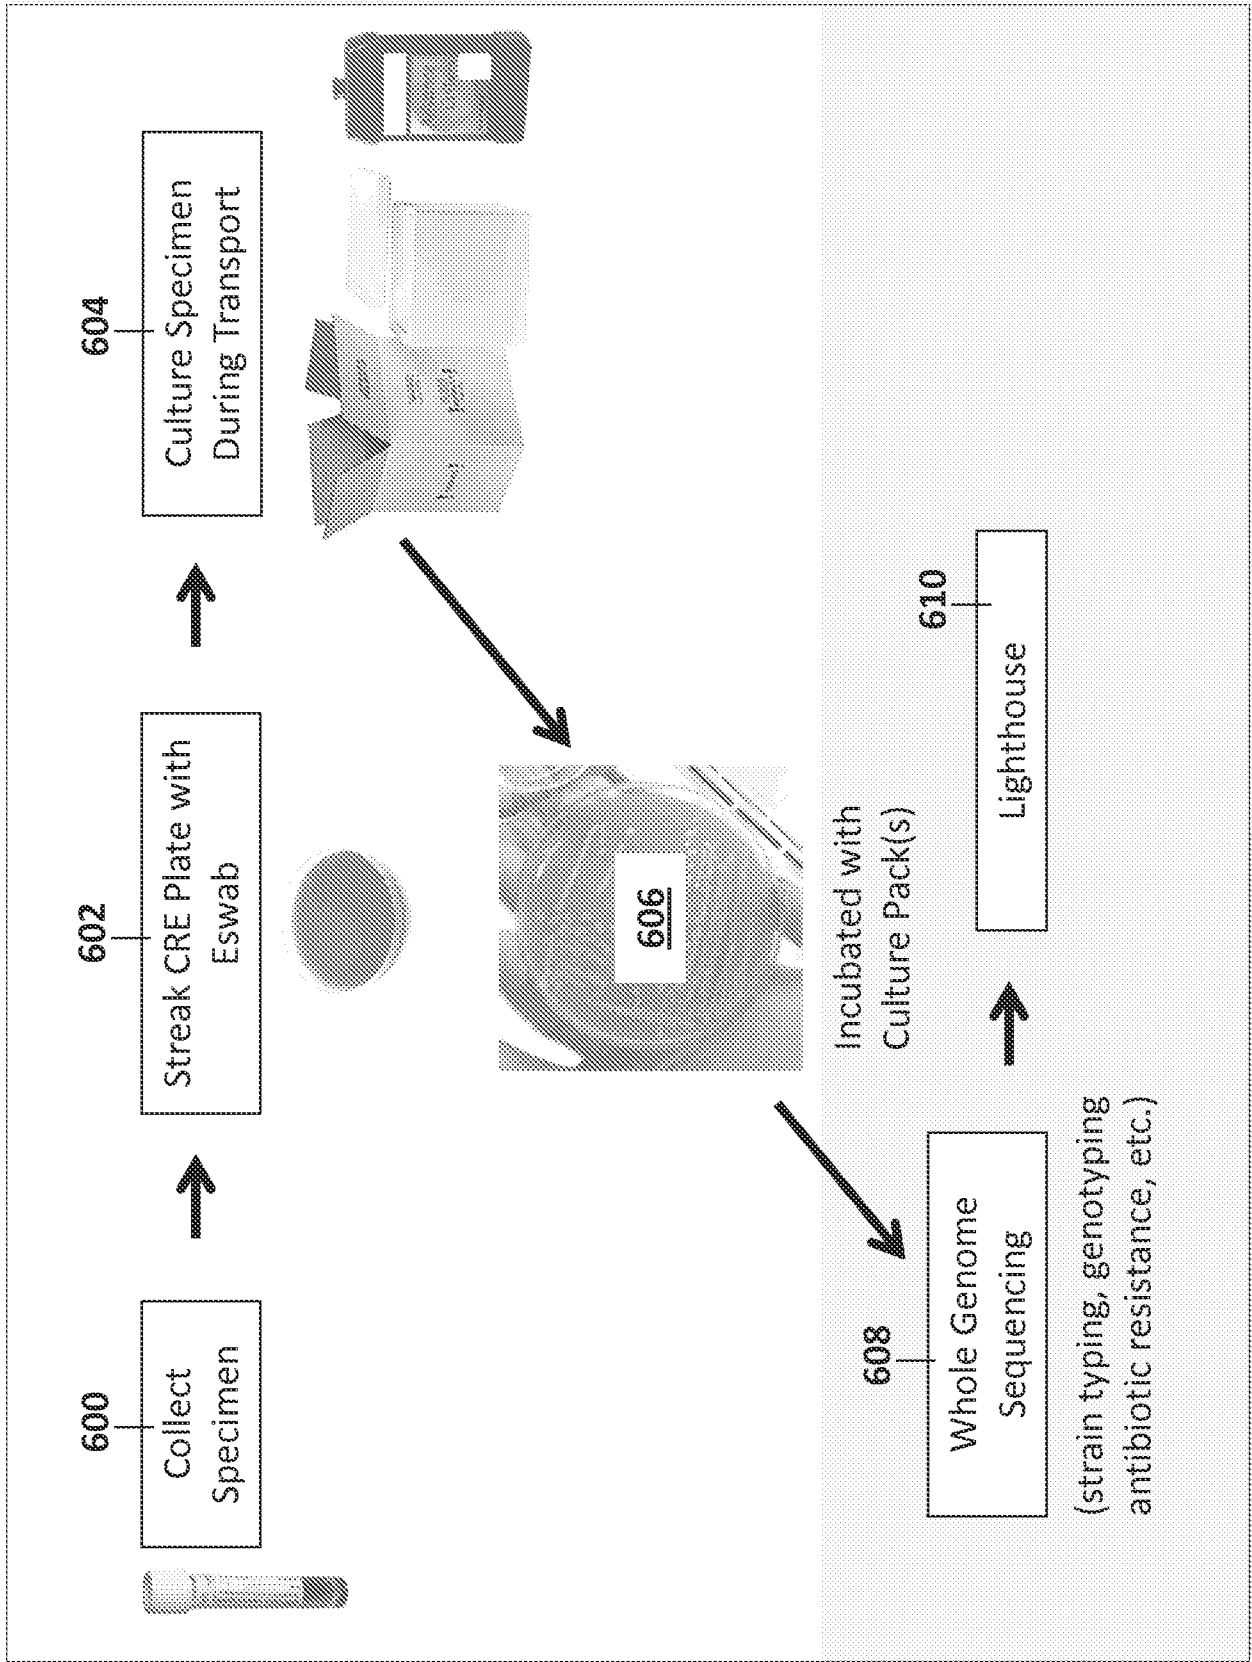 600
Collect
Specimen
602
Streak CRE Plate with
Eswab
604
Culture Specimen
During Transport
606
Incubated with
Culture Pack(s)
608
Whole Genome
Sequencing
(strain typing, genotyping
antibiotic resistance, etc.)
610
Lighthouse